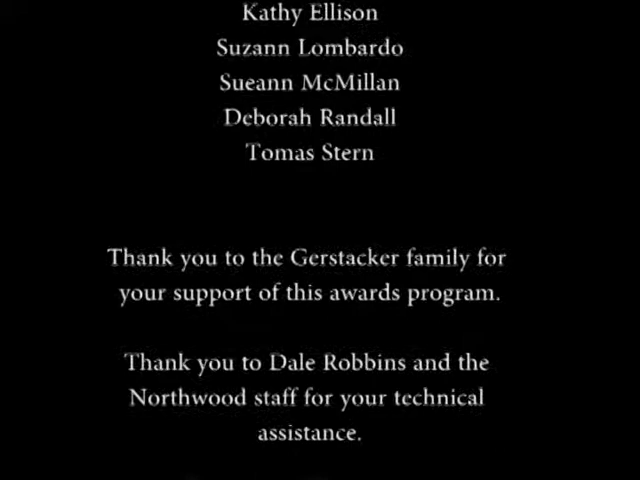 Kathy Ellison
Suzann Lombardo
Sueann McMillan
Deborah Randall
Tomas Stern
Thank you to the Gerstacker family for
your support of this awards program.
Thank you to Dale Robbins and the
Northwood staff for your technical
assistance.